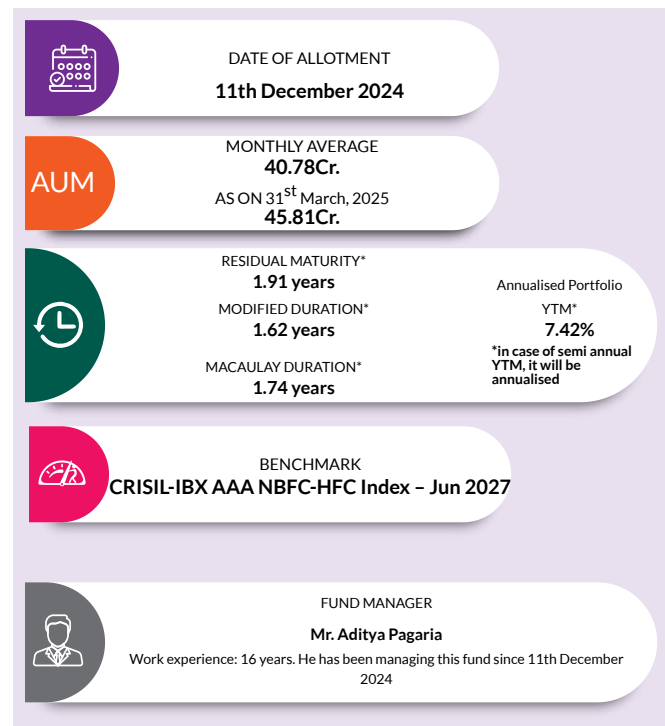 DATE OF ALLOTMENT
11th December 2024
AUM
MONTHLY AVERAGE
40.78Cr.
AS ON 31st March, 2025
45.81Cr.
RESIDUAL MATURITY*
1.91 years
MODIFIED DURATION*
1.62 years
MACAULAY DURATION*
1.74 years
Annualised Portfolio
YTM*
7.42%
*in case of semi annual
YTM, it will be
annualised
BENCHMARK
CRISIL-IBX AAA NBFC-HFC Index – Jun 2027
FUND MANAGER
Mr. Aditya Pagaria
Work experience: 16 years. He has been managing this fund since 11th December
2024